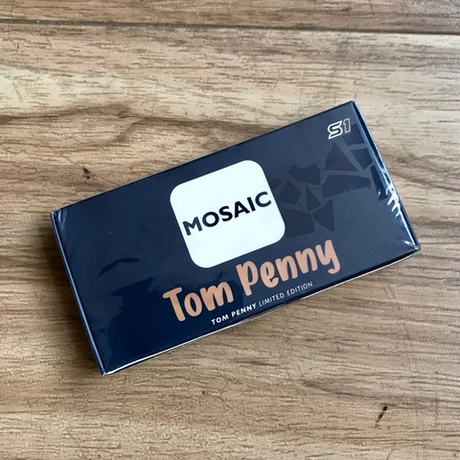 S1
MOSAIC
Tom Penny
TOM PENNY LIMITED EDITION